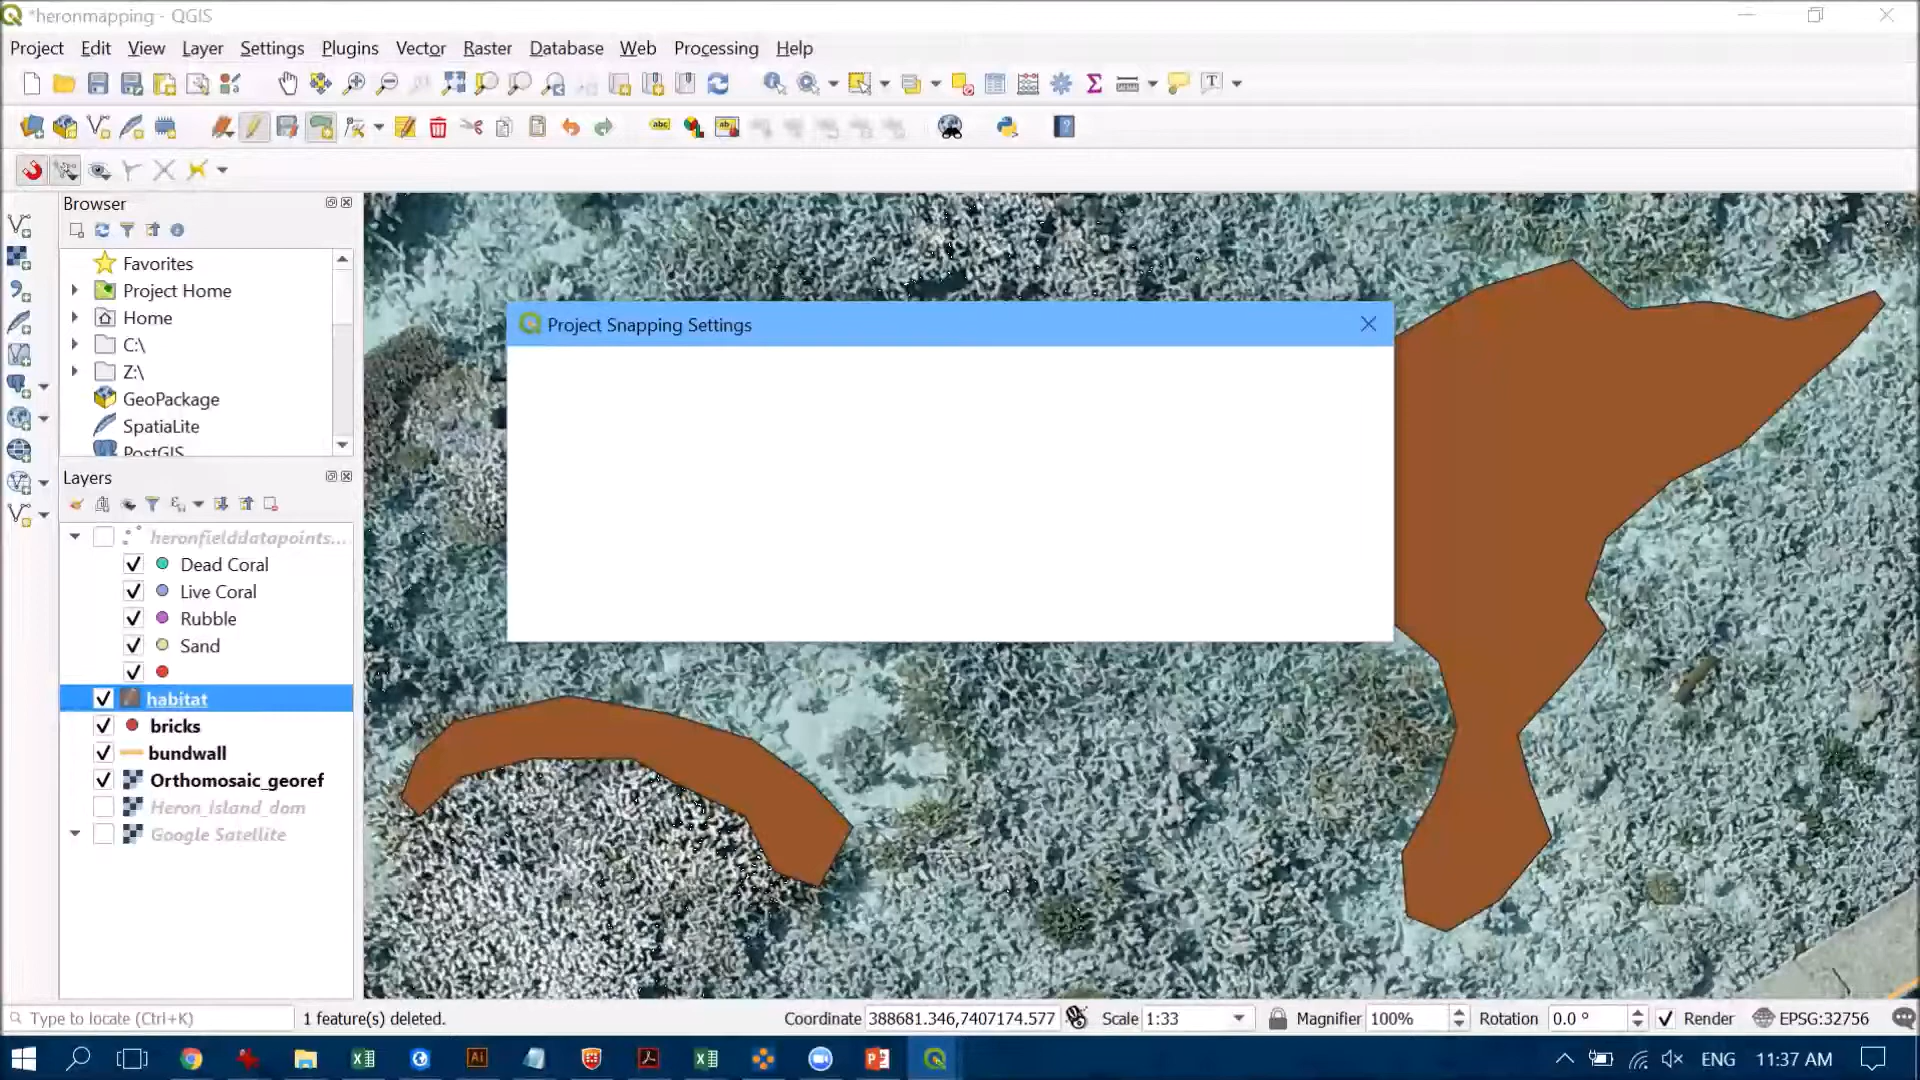 *heronmapping - QGIS
Project Edit View Layer Settings Plugins Vector Raster Database Web Processing Help
Browser
Favorites
Project Home
Home
C:\
Z:\
GeoPackage
SpatiaLite
PostGIS
Layers
heronfielddatapoints...
Dead Coral
Live Coral
Rubble
Sand
habitat
bricks
bundwall
Orthomosaic_georef
Heron_island_dom
Google Satellite
Project Snapping Settings
Type to locate (Ctrl+K) 1 feature(s) deleted. Coordinate 388681.346,7407174.577 Scale 1:33 Magnifier 100% Rotation 0.0 ° Render EPSG:32756
ENG 11:37 AM